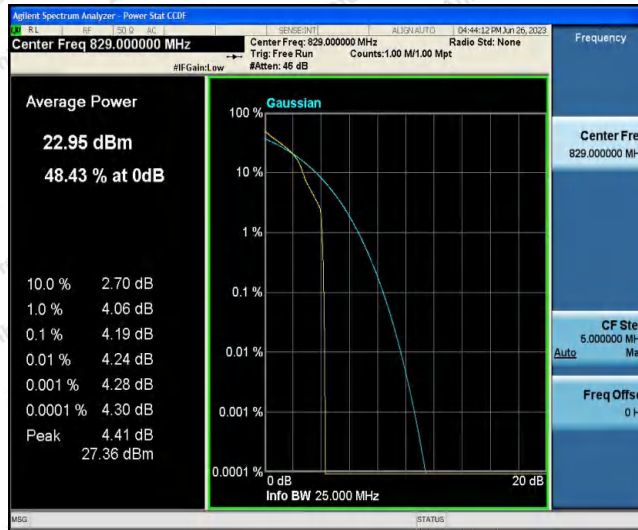 Agilent Spectrum Analyzer - Power Stat CCDF
RL RF 50 Ω AC SENSE:INT ALIGN AUTO 04:44:12 PM Jun 26, 2023
Center Freq 829.000000 MHz
Center Freq: 829.000000 MHz Radio Std: None
Trig: Free Run Counts:1.00 M/1.00 Mpt
#IFGain:Low #Atten: 46 dB
Frequency
Average Power
22.95 dBm
48.43 % at 0dB
10.0 % 2.70 dB
1.0 % 4.06 dB
0.1 % 4.19 dB
0.01 % 4.24 dB
0.001 % 4.28 dB
0.0001 % 4.30 dB
Peak 4.41 dB
27.36 dBm
Gaussian
100 %
10 %
1 %
0.1 %
0.01 %
0.001 %
0.0001 %
0 dB 20 dB
Info BW 25.000 MHz
Center Fre
829.000000 MH
CF Ste
5.000000 MH
Auto Ma
Freq Offse
0 H
MSG STATUS